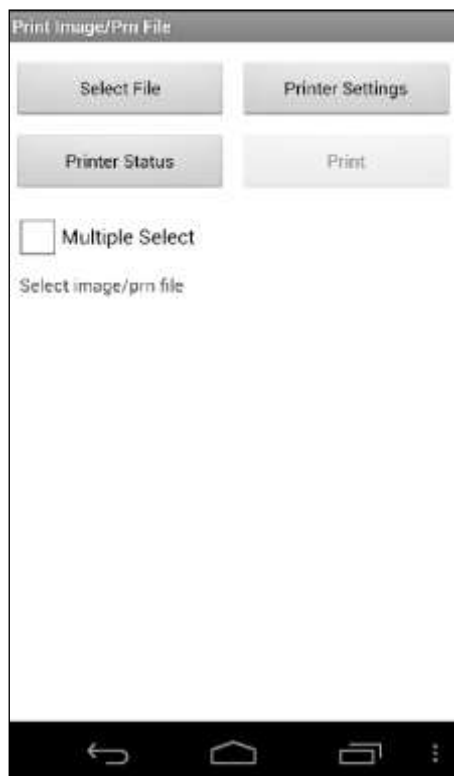 Print Image/Prn File
Select File
Printer Settings
Printer Status
Print
Multiple Select
Select image/prn file